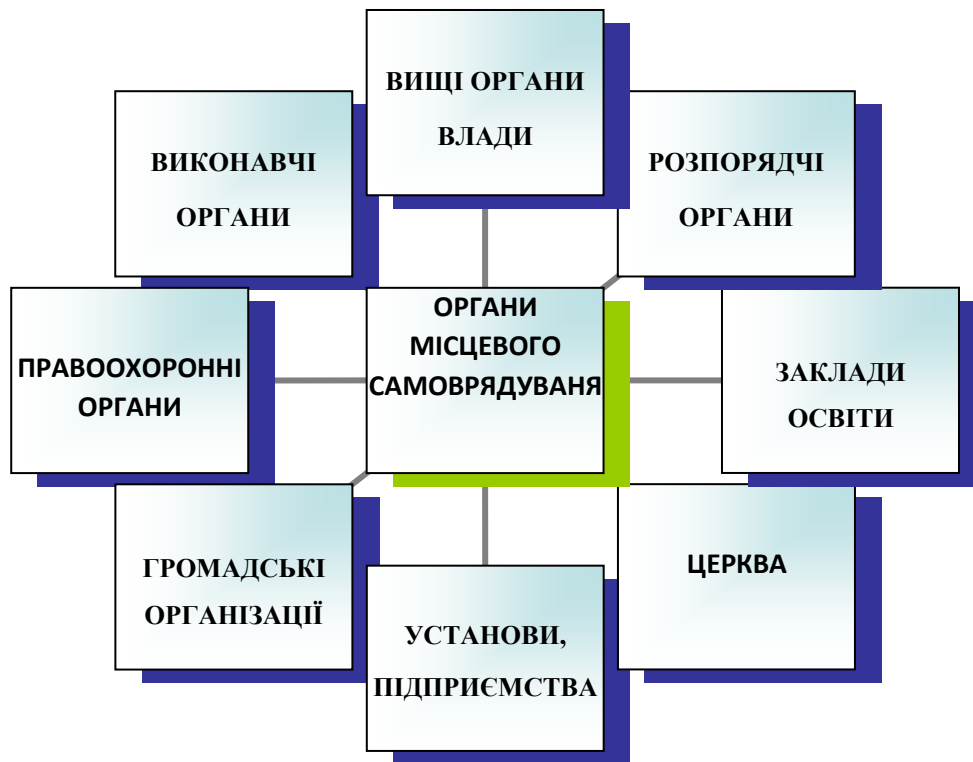 ВИЩІ ОРГАНИ
ВЛАДИ
ВИКОНАВЧІ
ОРГАНИ
РОЗПОРЯДЧІ
ОРГАНИ
ПРАВООХОРОННІ
ОРГАНИ
ОРГАНИ
МІСЦЕВОГО
САМОВРЯДУВАНЯ
ЗАКЛАДИ
ОСВІТИ
ГРОМАДСЬКІ
ОРГАНІЗАЦІЇ
УСТАНОВИ,
ПІДПРИЄМСТВА
ЦЕРКВА